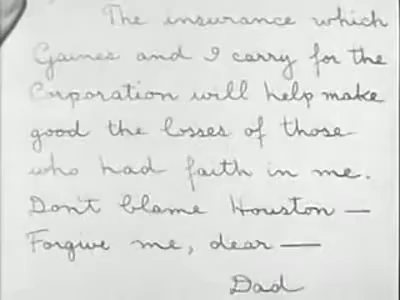 The insurance which
Gaines and I carry for the
Corporation will help make
good the losses of those
who had faith in me.
Don't blame Houston —
Forgive me, dear —
Dad